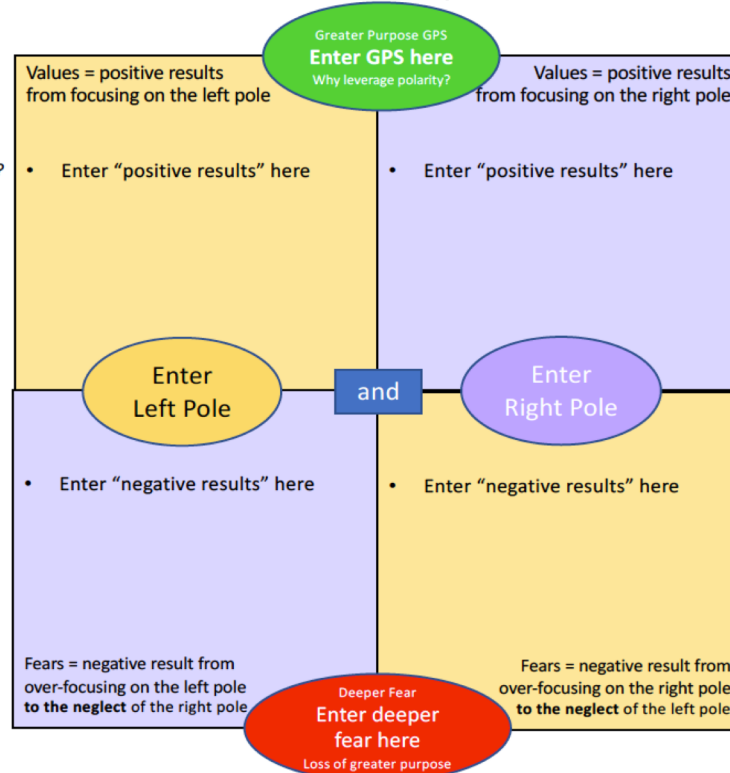 Greater Purpose GPS
Enter GPS here
Why leverage polarity?
Values = positive results
from focusing on the left pole
Values = positive results
from focusing on the right pole
?
• Enter “positive results” here
• Enter “positive results” here
Enter
Left Pole
and
Enter
Right Pole
• Enter “negative results” here
• Enter “negative results” here
Fears = negative result from
over-focusing on the left pole
to the neglect of the right pole
Fears = negative result from
over-focusing on the right pole
to the neglect of the left pole
Deeper Fear
Enter deeper
fear here
Loss of greater purpose